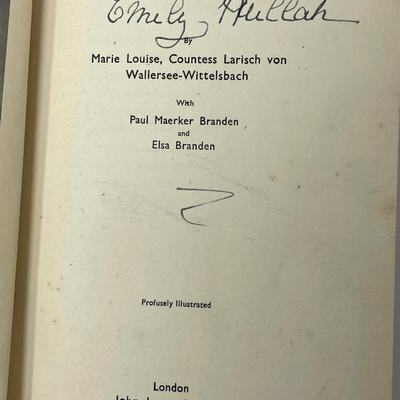 Emily Hullah
By
Marie Louise, Countess Larisch von
Wallersee-Wittelsbach
With
Paul Maerker Branden
and
Elsa Branden
Profusely Illustrated
London
John